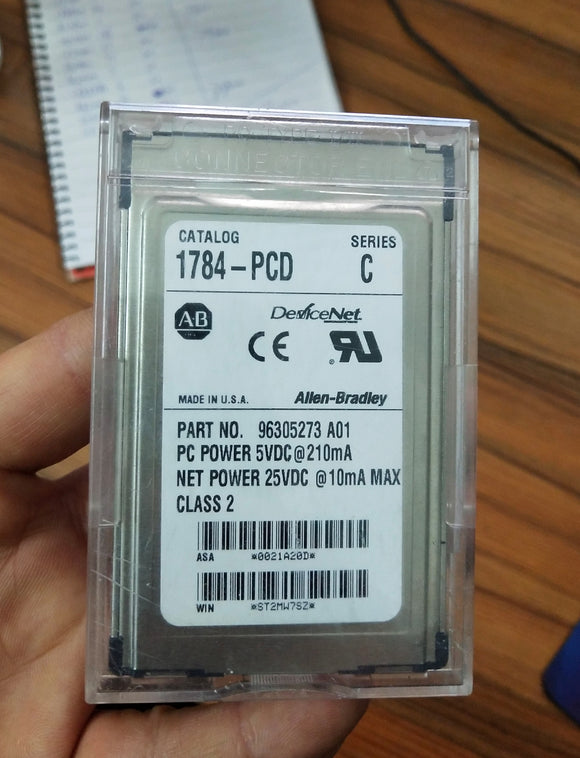 CATALOG SERIES
1784-PCD C
A-B DeviceNet
CE RU
®
MADE IN U.S.A. Allen-Bradley
PART NO. 96305273 A01
PC POWER 5VDC@210mA
NET POWER 25VDC @10mA MAX
CLASS 2
ASA *0021A20D*
WIN *ST2MW7SZ*